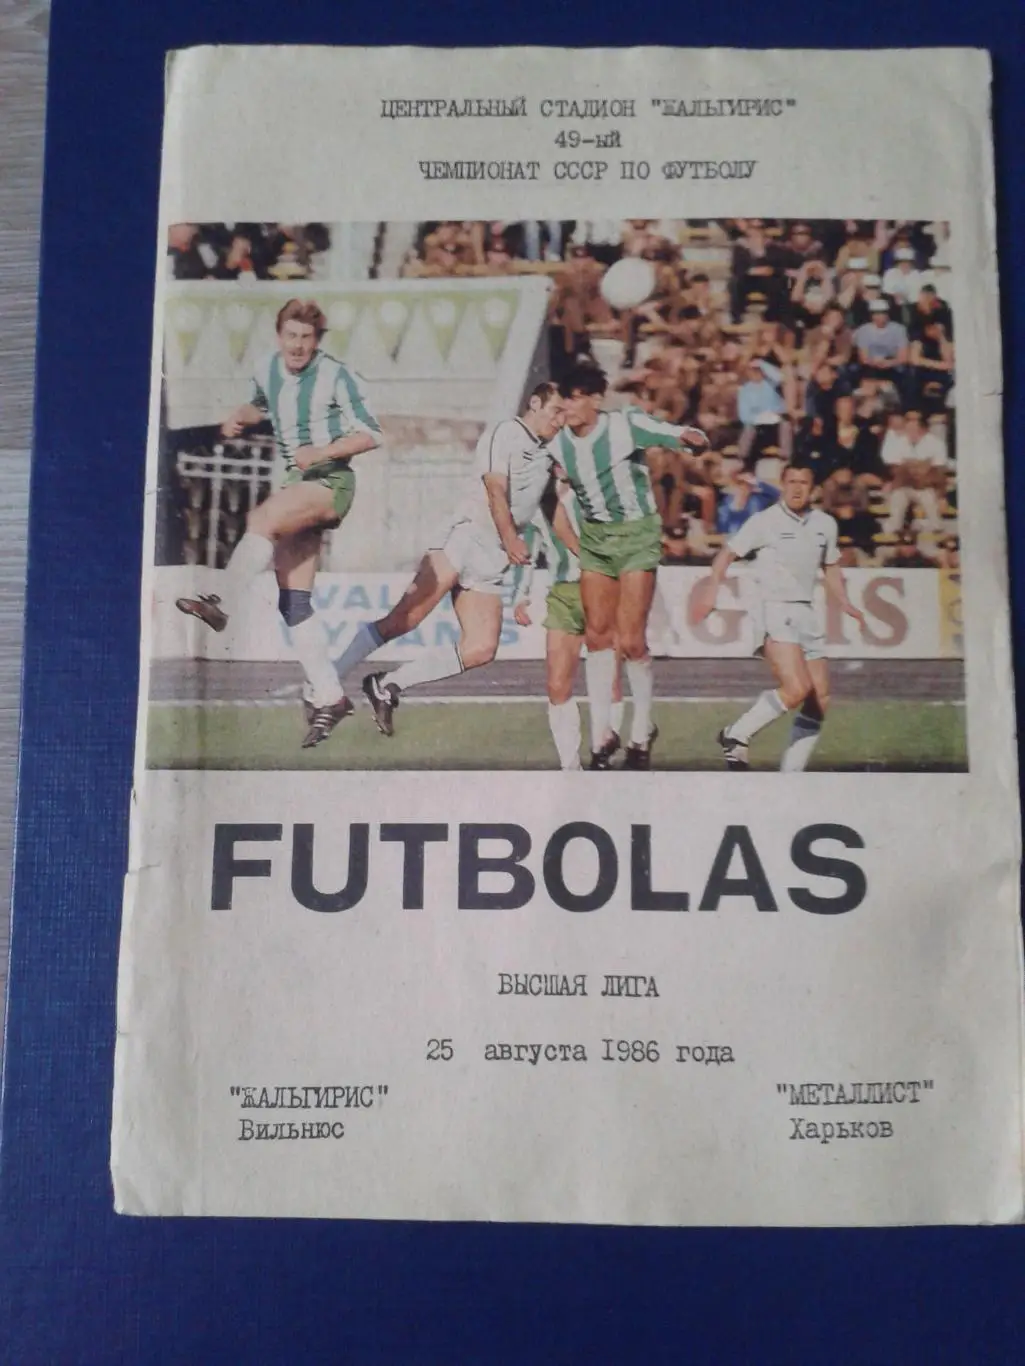 ЦЕНТРАЛЬНЫЙ СТАДИОН "ЖАЛЬГИРИС"
49-ый
ЧЕМПИОНАТ СССР ПО ФУТБОЛУ
FUTBOLAS
ВЫСШАЯ ЛИГА
25 августа 1986 года
"ЖАЛЬГИРИС" "МЕТАЛЛИСТ"
Вильнюс Харьков